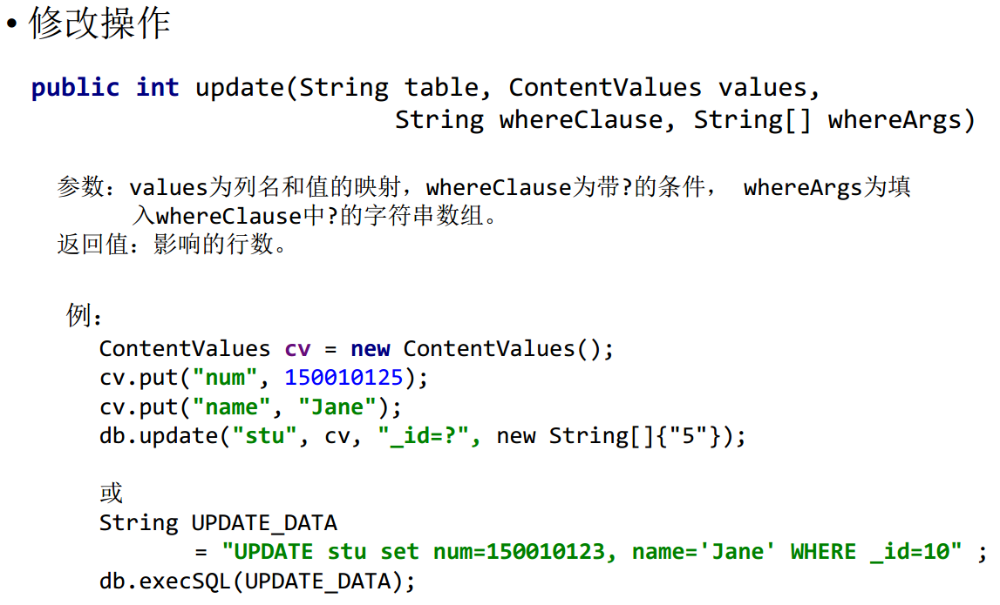 • 修改操作
public int update(String table, ContentValues values,
String whereClause, String[] whereArgs)
参数：values为列名和值的映射，whereClause为带?的条件， whereArgs为填
入whereClause中?的字符串数组。
返回值：影响的行数。
例：
ContentValues cv = new ContentValues();
cv.put("num", 150010125);
cv.put("name", "Jane");
db.update("stu", cv, "_id=?", new String[]{"5"});
或
String UPDATE_DATA
= "UPDATE stu set num=150010123, name='Jane' WHERE _id=10" ;
db.execSQL(UPDATE_DATA);